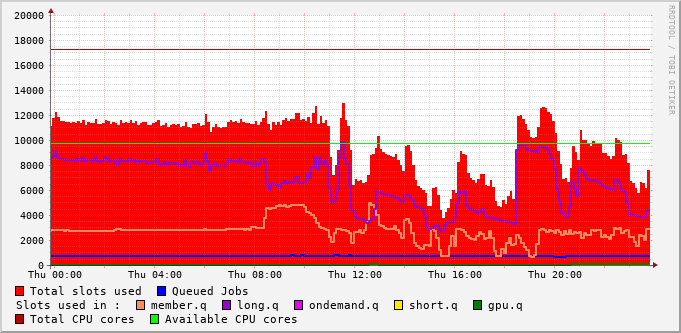 20000
18000
16000
14000
12000
10000
8000
6000
4000
2000
0
Thu 00:00 Thu 04:00 Thu 08:00 Thu 12:00 Thu 16:00 Thu 20:00
RRDTOOL / TOBI OETIKER
Total slots used Queued Jobs
Slots used in : member.q long.q ondemand.q short.q gpu.q
Total CPU cores Available CPU cores